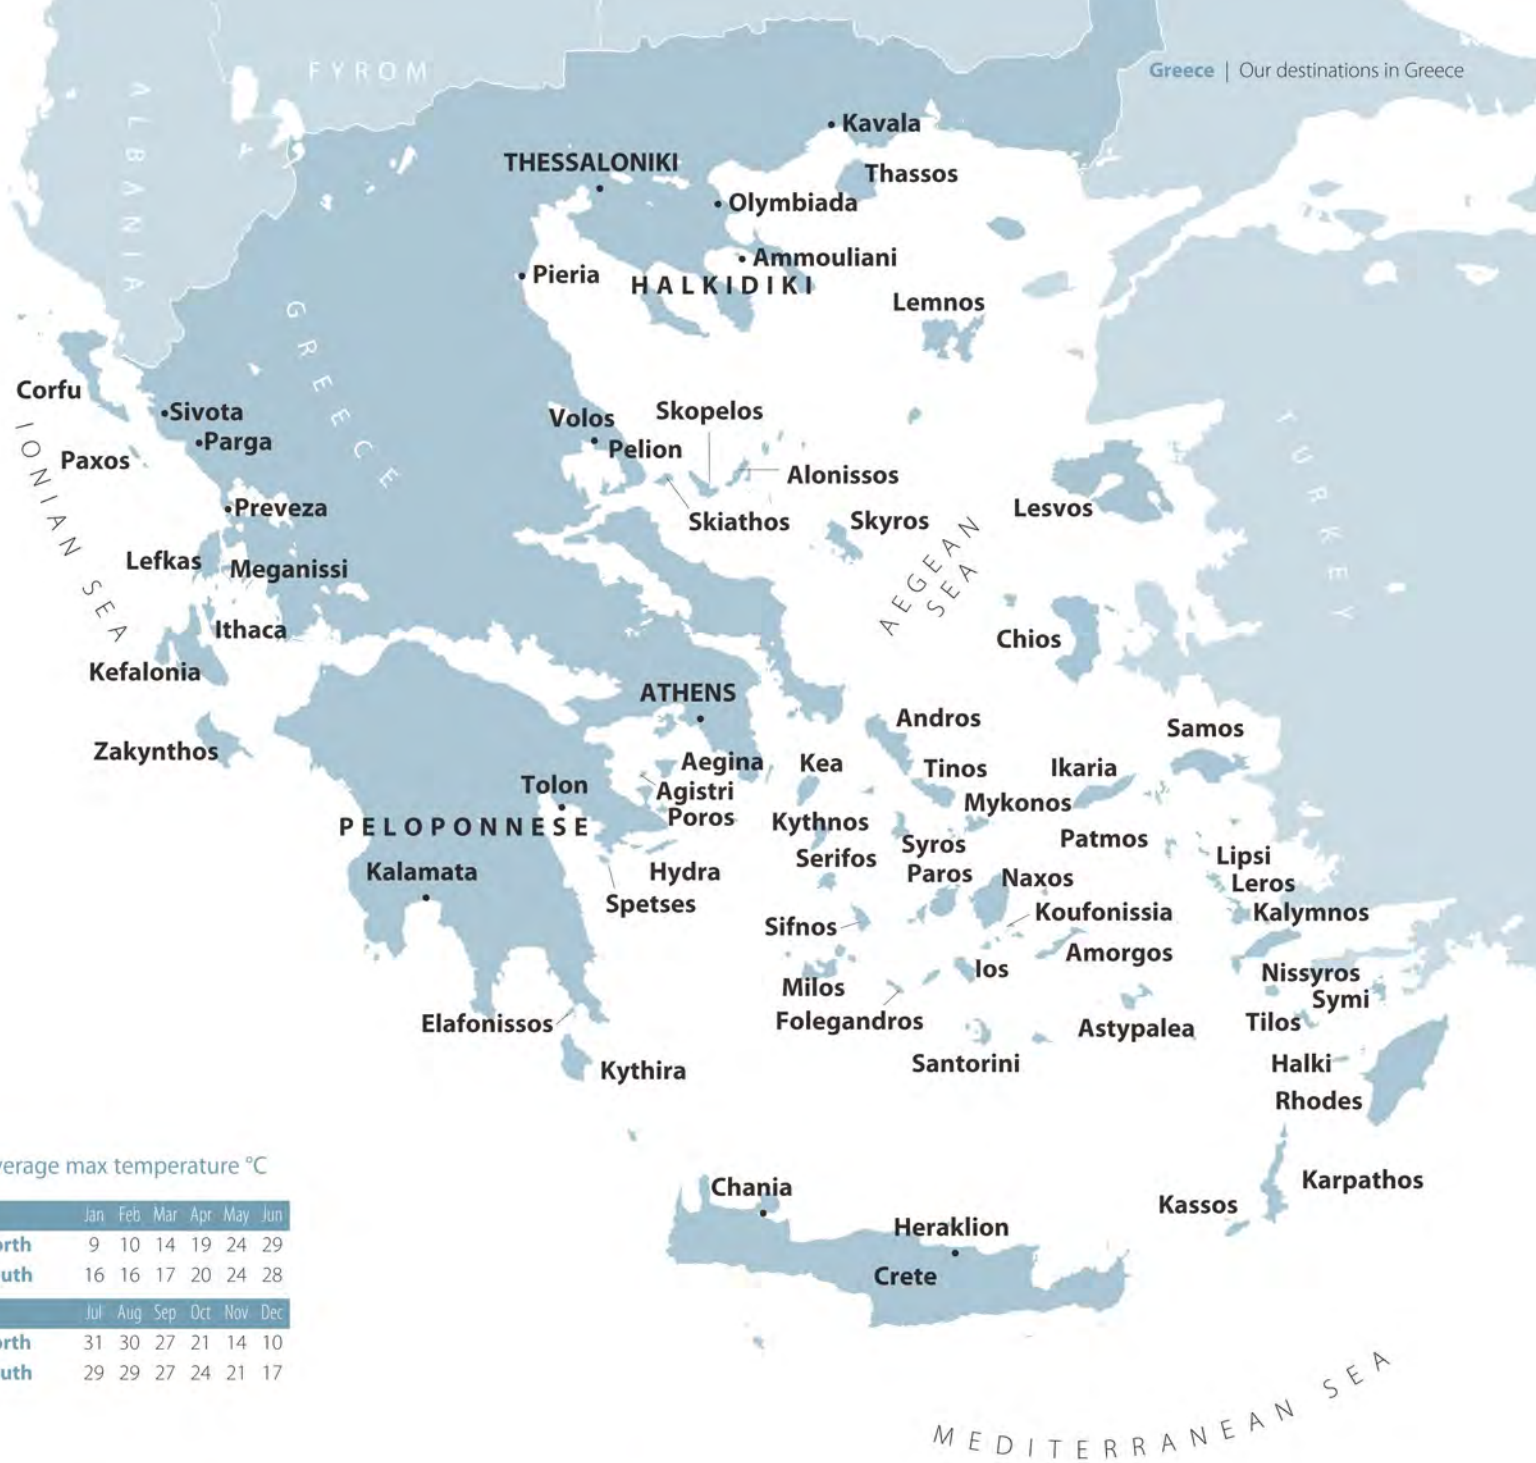 FYROM
Greece | Our destinations in Greece
ALBANIA
Kavala
THESSALONIKI
Thassos
Olympiada
Ammouliani
Pieria
HALKIDIKI
Lemnos
GREECE
Corfu
Sivota
Volos
Skopelos
Parga
Pelion
IONIAN SEA
Paxos
Alonissos
TURKEY
Preveza
Lesvos
Skiathos
Skyros
AEGEAN
SEA
Lefkas
Meganissi
Ithaca
Chios
Kefalonia
ATHENS
Andros
Samos
Zakynthos
Aegina
Kea
Tinos
Ikaria
Tolon
Agistri
Mykonos
Poros
PELOPONNESE
Kythnos
Syros
Patmos
Serifos
Lipsi
Kalamata
Hydra
Paros
Naxos
Leros
Spetses
Koufonissia
Kalymnos
Sifnos
Amorgos
Ios
Nissyros
Milos
Symi
Elafonissos
Folegandros
Astypalea
Tilos
Kythira
Santorini
Halki
Rhodes
verage max temperature °C
Jan Feb Mar Apr May Jun
orth 9 10 14 19 24 29
uth 16 16 17 20 24 28
Jul Aug Sep Oct Nov Dec
orth 31 30 27 21 14 10
uth 29 29 27 24 21 17
Chania
Karpathos
Kassos
Heraklion
Crete
MEDITERRANEAN SEA